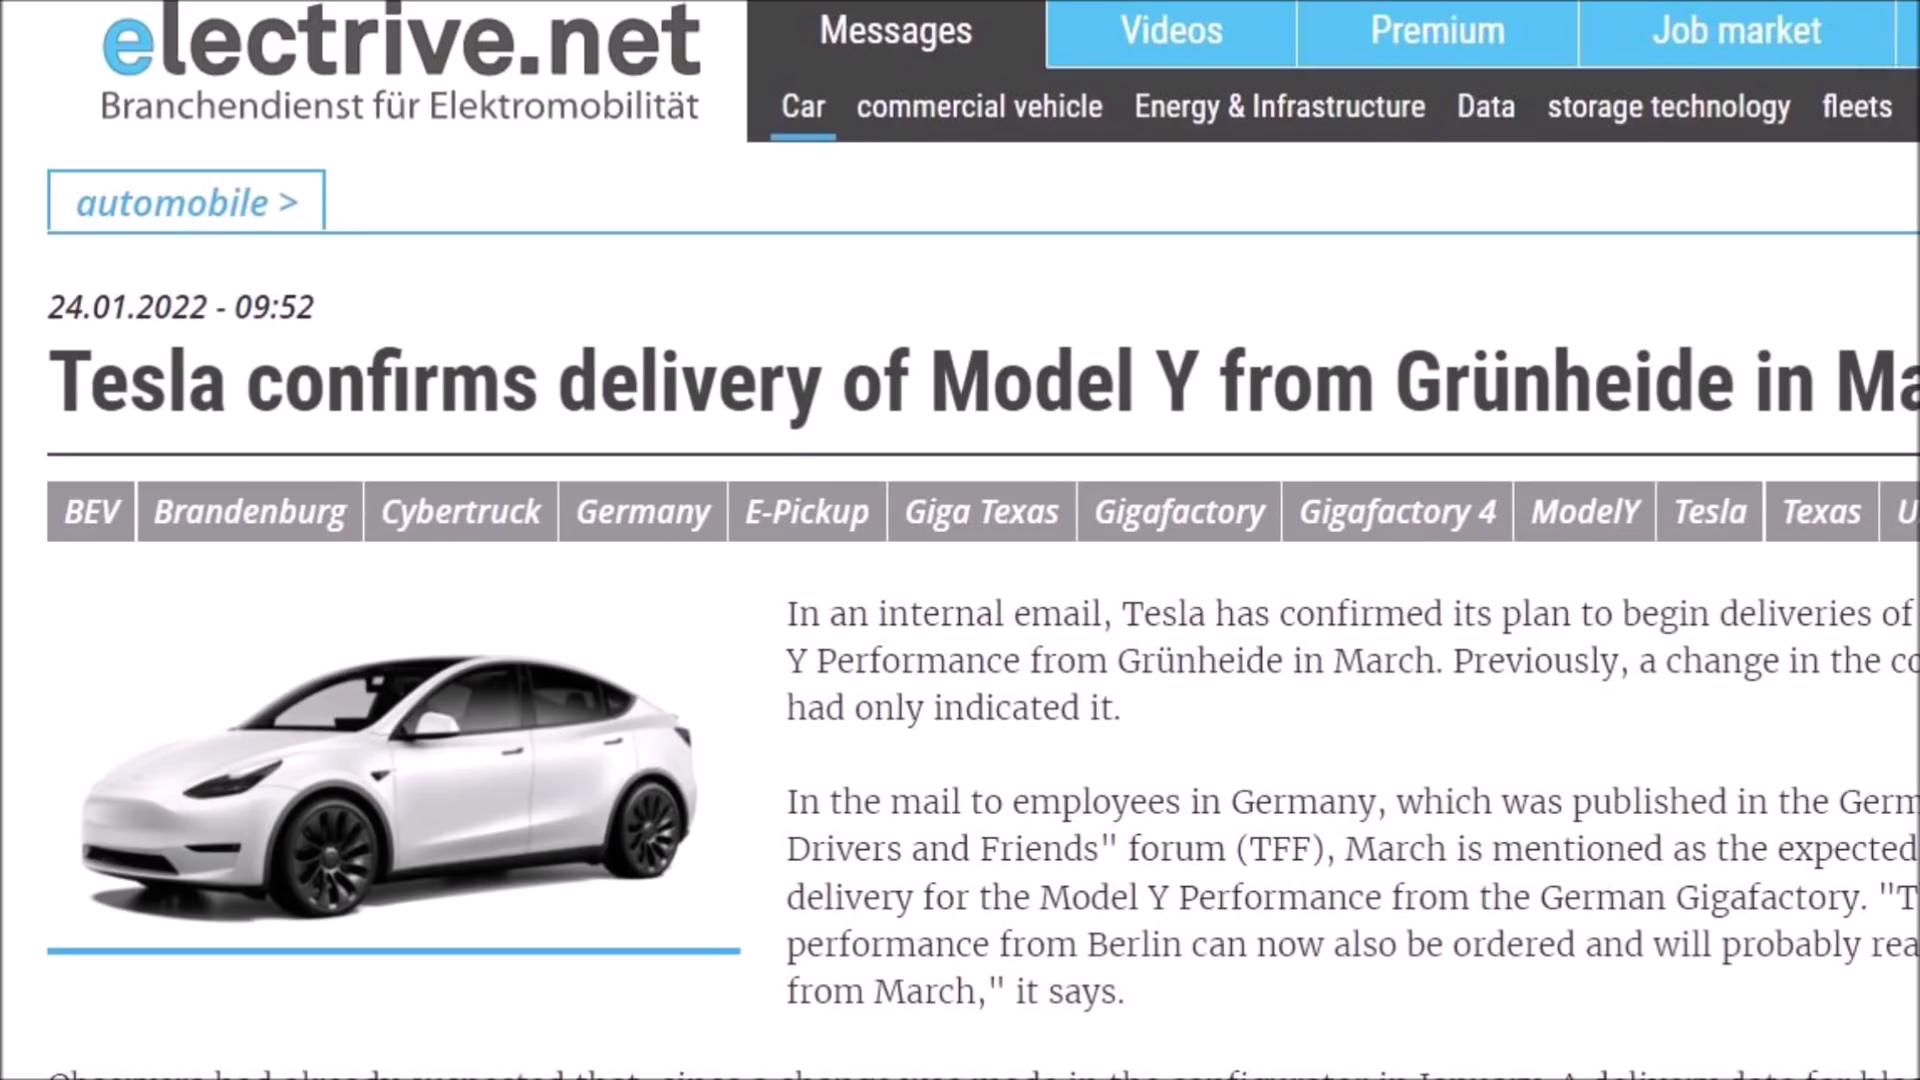 electrive.net
Branchendienst für Elektromobilität
Messages Videos Premium Job market
Car commercial vehicle Energy & Infrastructure Data storage technology fleets
automobile >
24.01.2022 - 09:52
Tesla confirms delivery of Model Y from Grünheide in Ma
BEV Brandenburg Cybertruck Germany E-Pickup Giga Texas Gigafactory Gigafactory 4 ModelY Tesla Texas U
In an internal email, Tesla has confirmed its plan to begin deliveries of
Y Performance from Grünheide in March. Previously, a change in the co
had only indicated it.
In the mail to employees in Germany, which was published in the Germ
Drivers and Friends" forum (TFF), March is mentioned as the expected
delivery for the Model Y Performance from the German Gigafactory. "T
performance from Berlin can now also be ordered and will probably rea
from March," it says.